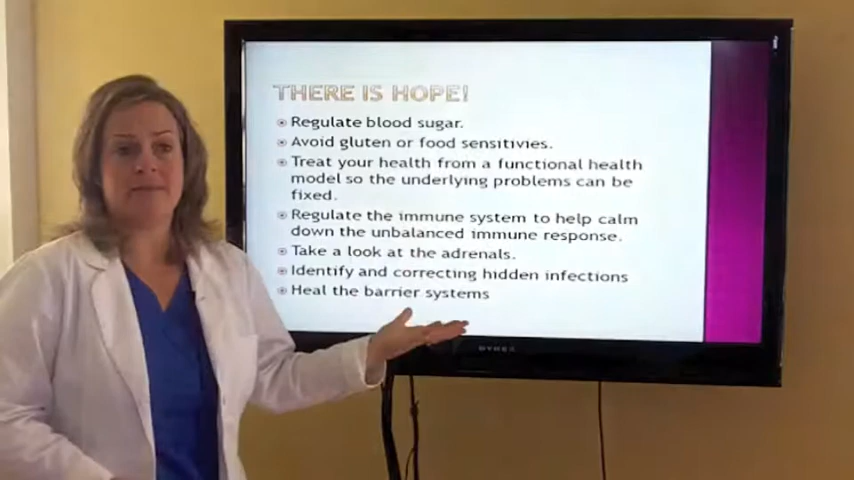 THERE IS HOPE!
Regulate blood sugar.
Avoid gluten or food sensitivies.
Treat your health from a functional health
model so the underlying problems can be
fixed.
Regulate the immune system to help calm
down the unbalanced immune response.
Take a look at the adrenals.
Identify and correcting hidden infections
Heal the barrier systems
DYNEX